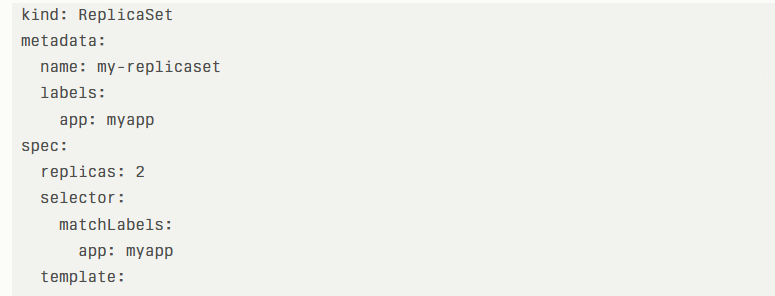 kind: ReplicaSet
metadata:
  name: my-replicaset
  labels:
    app: myapp
spec:
  replicas: 2
  selector:
    matchLabels:
      app: myapp
  template: